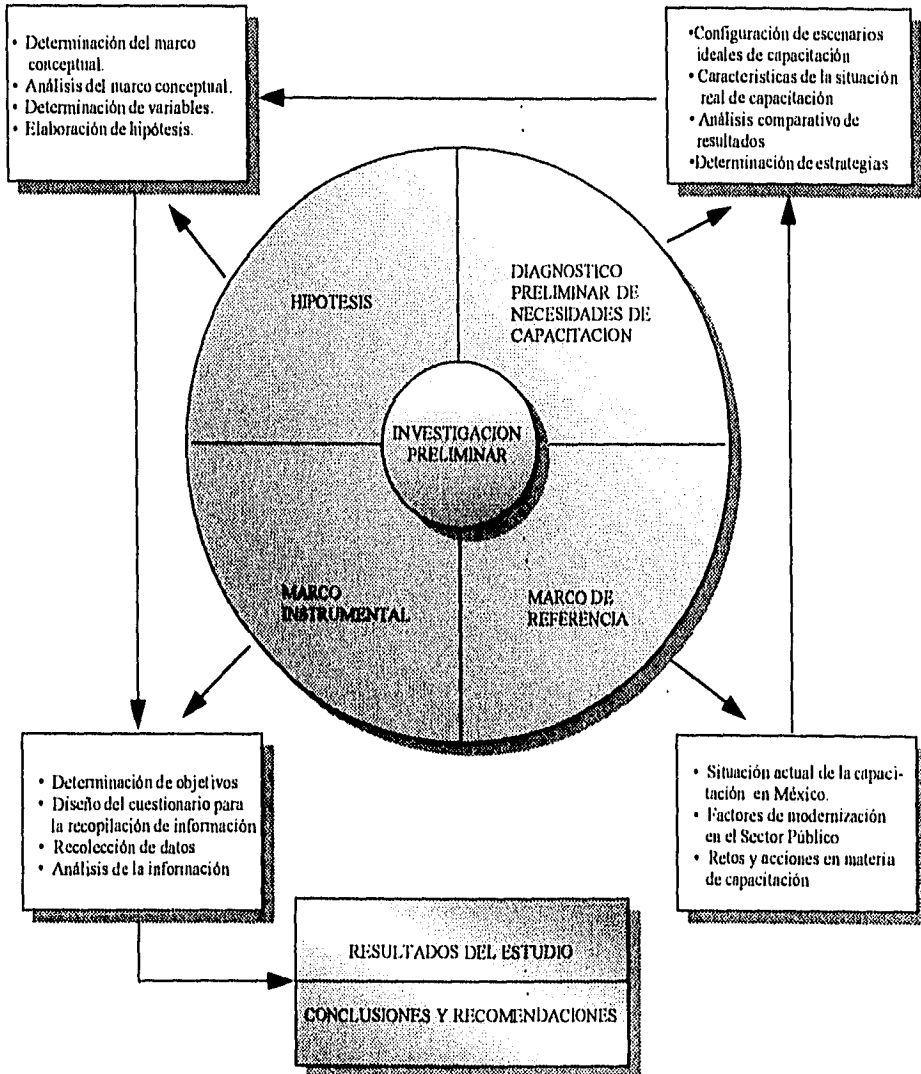 • Determinación del marco
conceptual.
• Análisis del marco conceptual.
• Determinación de variables.
• Elaboración de hipótesis.
•Configuración de escenarios
ideales de capacitación
•Caracteristicas de la situación
real de capacitación
•Análisis comparativo de
resultados
•Determinación de estrategias
HIPOTESIS
DIAGNOSTICO
PRELIMINAR DE
NECESIDADES DE
CAPACITACION
INVESTIGACION
PRELIMINAR
MARCO
INSTRUMENTAL
MARCO DE
REFERENCIA
• Determinación de objetivos
• Diseño del cuestionario para
la recopilación de información
• Recolección de datos
• Análisis de la información
• Situación actual de la capaci-
tación en México.
• Factores de modernización
en el Sector Público
• Retos y acciones en materia
de capacitación
RESULTADOS DEL ESTUDIO
CONCLUSIONES Y RECOMENDACIONES